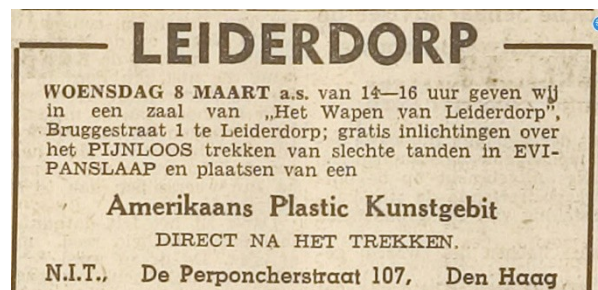 LEIDERDORP
WOENSDAG 8 MAART a.s. van 14—16 uur geven wij
in een zaal van „Het Wapen van Leiderdorp”,
Bruggestraat 1 te Leiderdorp; gratis inlichtingen over
het PIJNLOOS trekken van slechte tanden in EVI-
PANSLAAP en plaatsen van een
Amerikaans Plastic Kunstgebit
DIRECT NA HET TREKKEN.
N.I.T., De Perponcherstraat 107, Den Haag